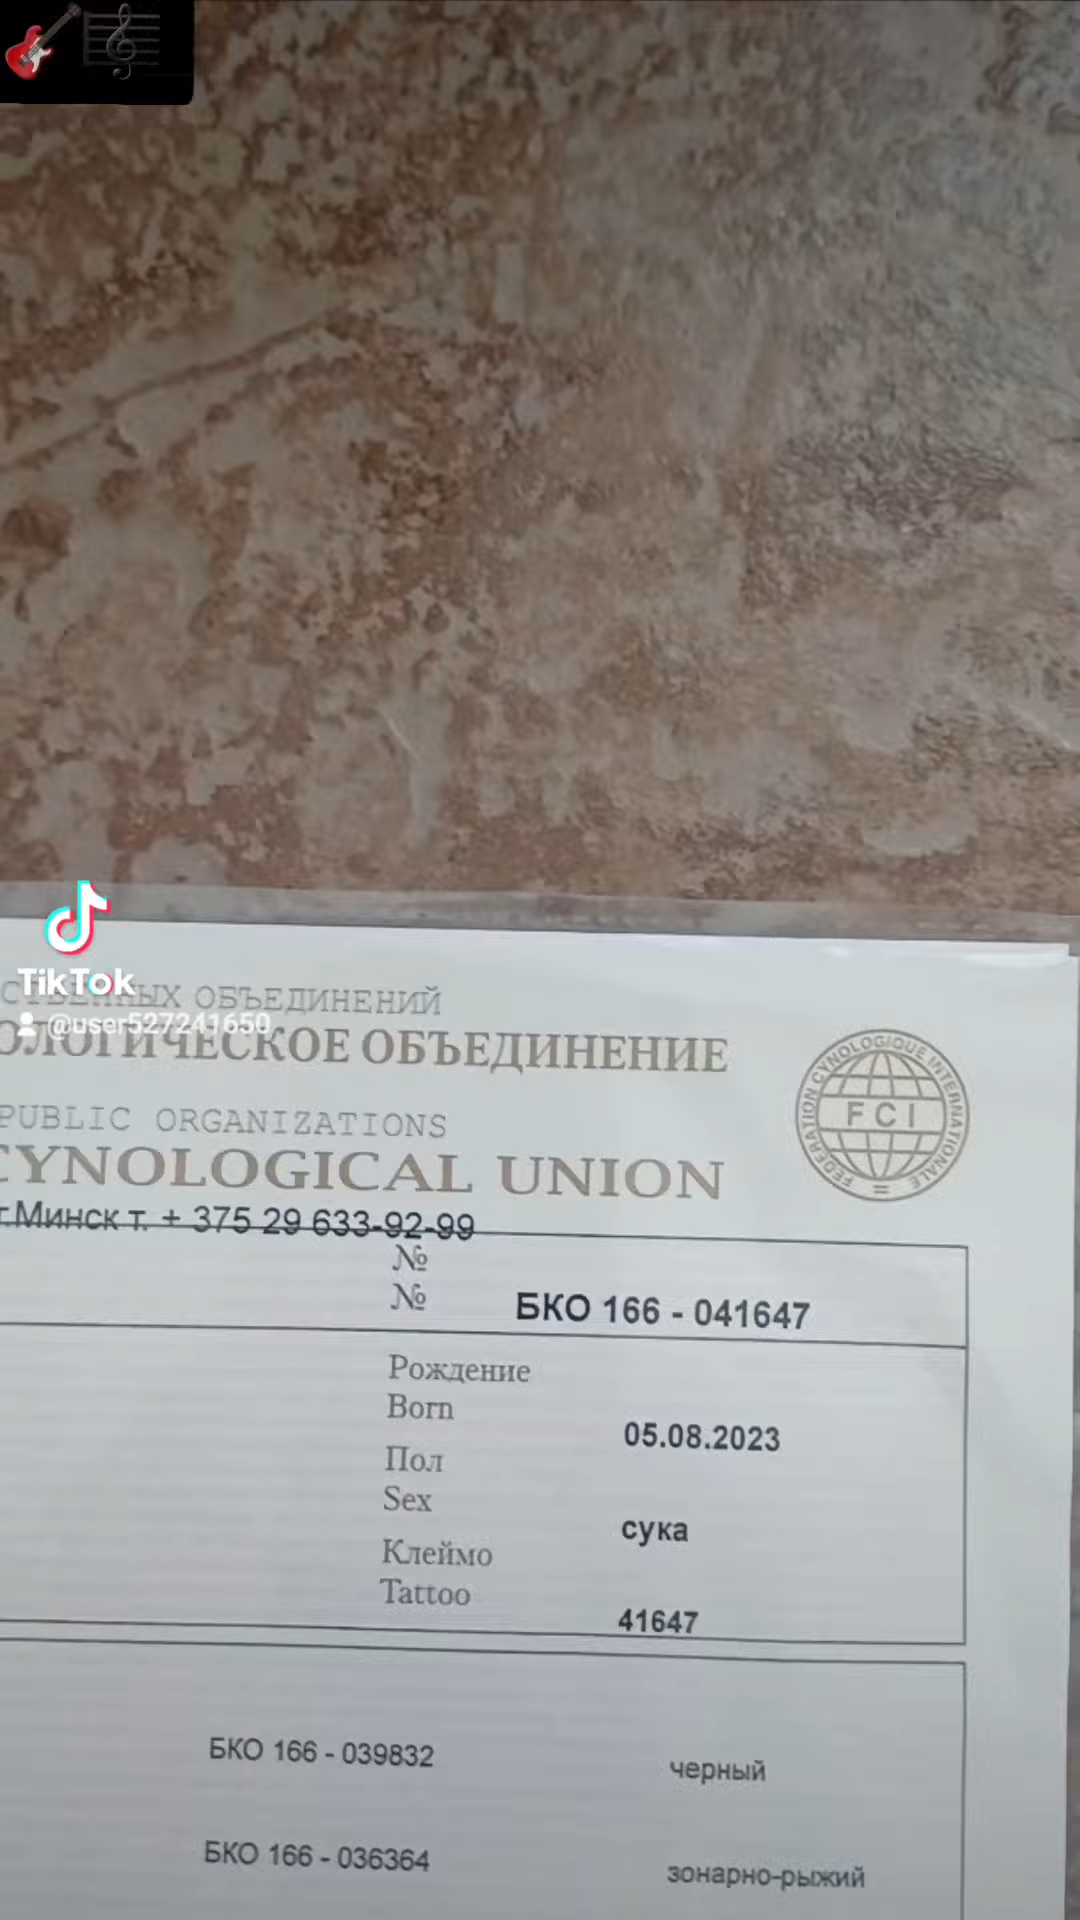 TikTok
@user527241650
СТВЕННЫХ ОБЪЕДИНЕНИЙ
ОЛОГИЧЕСКОЕ ОБЪЕДИНЕНИЕ
PUBLIC ORGANIZATIONS
CYNOLOGICAL UNION
FEDERATION CYNOLOGIQUE INTERNATIONALE
FCI
г.Минск т. + 375 29 633-92-99
№
№ БКО 166 - 041647
Рождение
Born
05.08.2023
Пол
Sex
сука
Клеймо
Tattoo
41647
БКО 166 - 039832 черный
БКО 166 - 036364 зонарно-рыжий